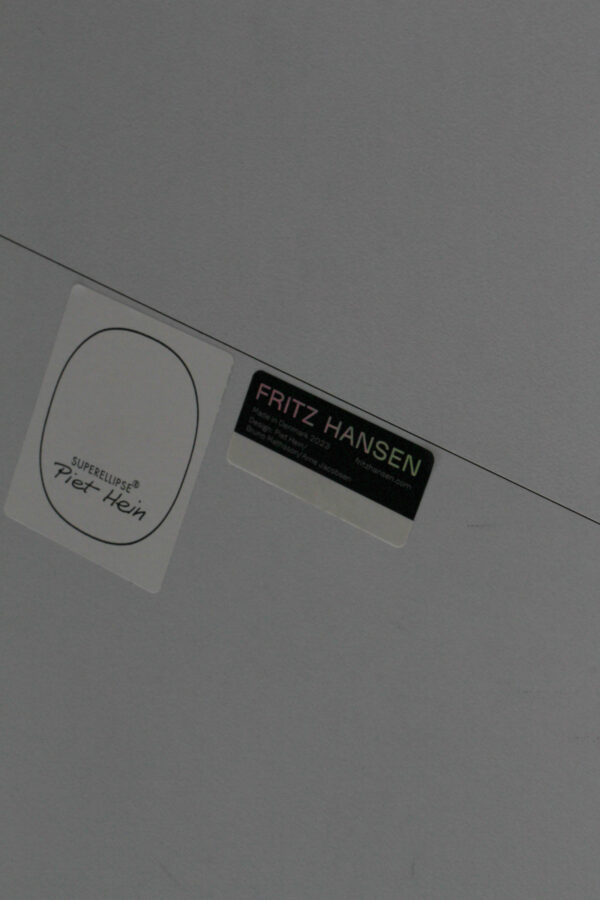 SUPERELLIPSE®
Piet Hein
FRITZ HANSEN
Made in Denmark 2023
Design: Piet Hein/
Bruno Mathsson/Arne Jacobsen
fritzhansen.com